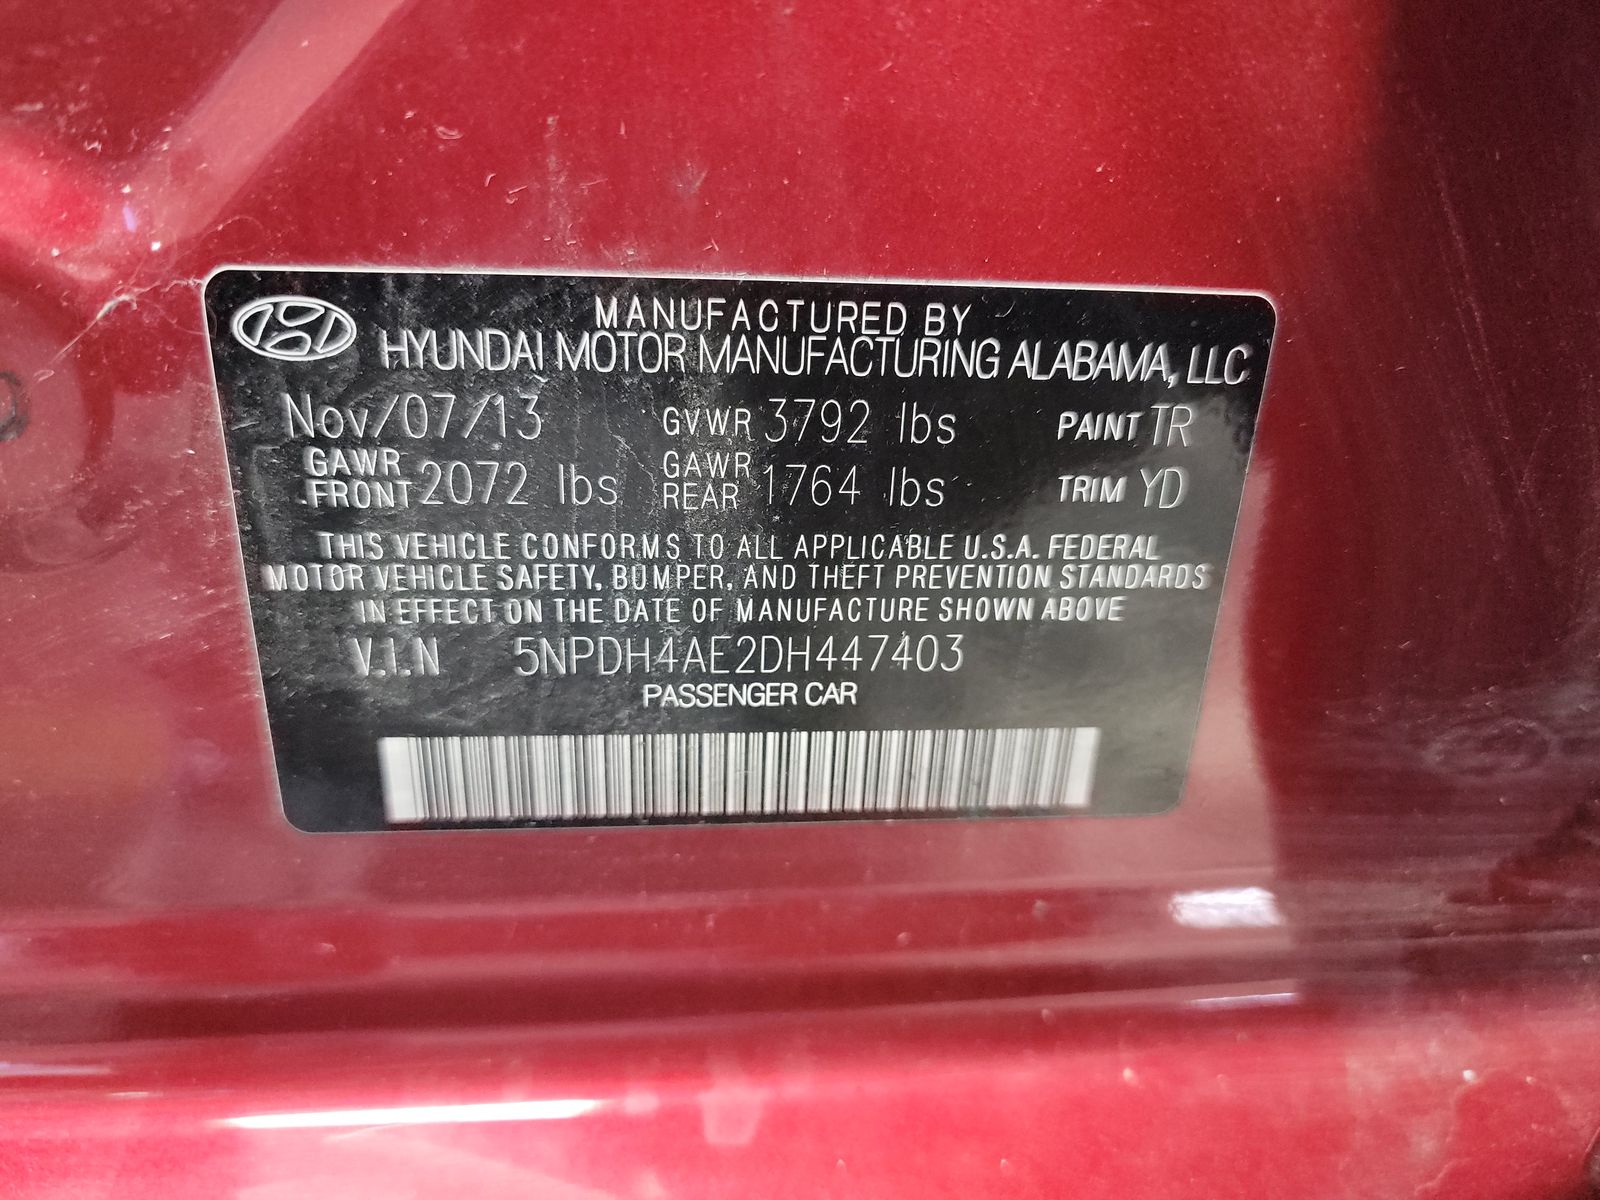 MANUFACTURED BY
HYUNDAI MOTOR MANUFACTURING ALABAMA, LLC
Nov/07/13 GVWR 3792 lbs PAINT TR
GAWR FRONT 2072 lbs GAWR REAR 1764 lbs TRIM YD
THIS VEHICLE CONFORMS TO ALL APPLICABLE U.S.A. FEDERAL
MOTOR VEHICLE SAFETY, BUMPER, AND THEFT PREVENTION STANDARDS
IN EFFECT ON THE DATE OF MANUFACTURE SHOWN ABOVE
V.I.N 5NPDH4AE2DH447403
PASSENGER CAR